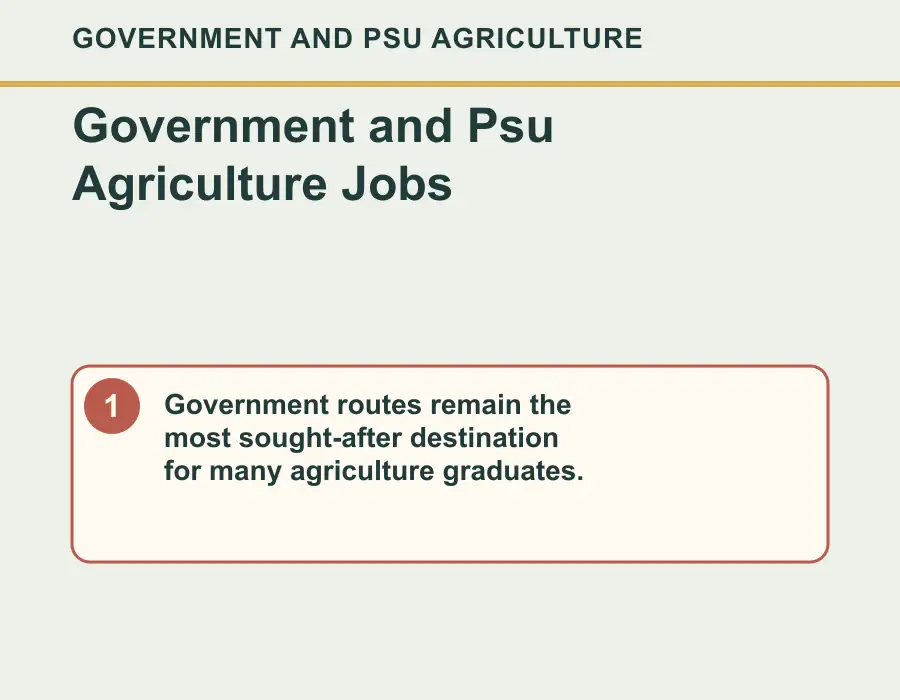 GOVERNMENT AND PSU AGRICULTURE
Government and Psu
Agriculture Jobs
1
Government routes remain the
most sought-after destination
for many agriculture graduates.